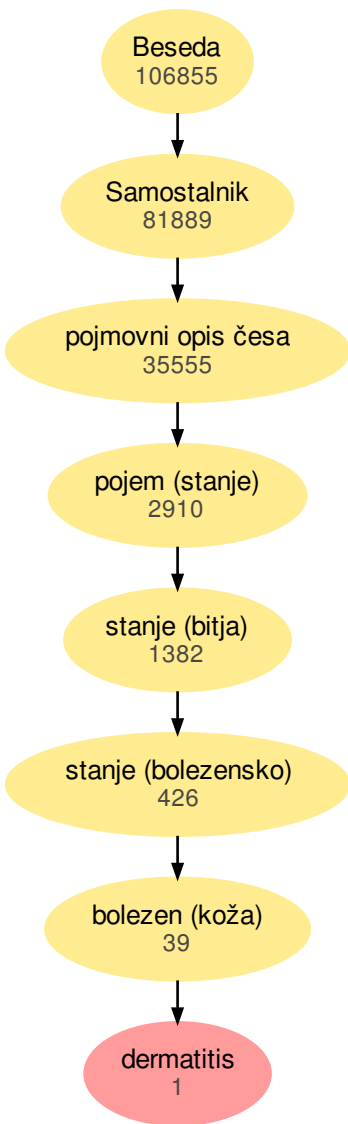 Beseda
106855
Samostalnik
81889
pojmovni opis česa
35555
pojem (stanje)
2910
stanje (bitja)
1382
stanje (bolezensko)
426
bolezen (koža)
39
dermatitis
1